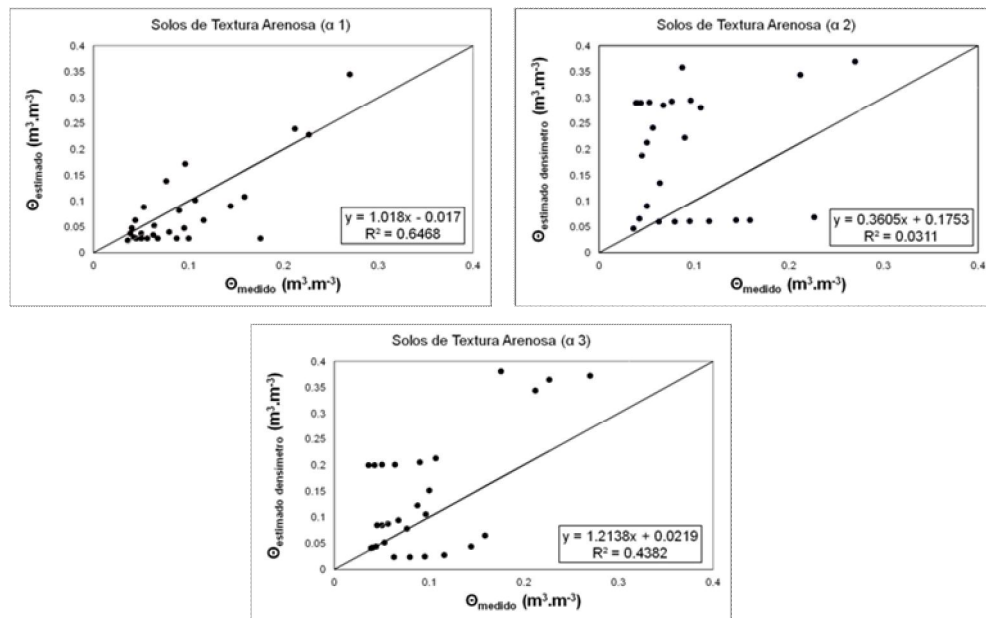 Solos de Textura Arenosa (α 1)
Θestimado (m³.m⁻³)
0.4
0.35
0.3
0.25
0.2
0.15
0.1
0.05
0
0 0.1 0.2 0.3 0.4
y = 1.018x - 0.017
R² = 0.6468
Θmedido (m³.m⁻³)
Solos de Textura Arenosa (α 2)
Θestimado densímetro (m³.m⁻³)
0.4
0.35
0.3
0.25
0.2
0.15
0.1
0.05
0
0 0.1 0.2 0.3 0.4
y = 0.3605x + 0.1753
R² = 0.0311
Θmedido (m³.m⁻³)
Solos de Textura Arenosa (α 3)
Θestimado densímetro (m³.m⁻³)
0.4
0.35
0.3
0.25
0.2
0.15
0.1
0.05
0
0 0.1 0.2 0.3 0.4
y = 1.2138x + 0.0219
R² = 0.4382
Θmedido (m³.m⁻³)